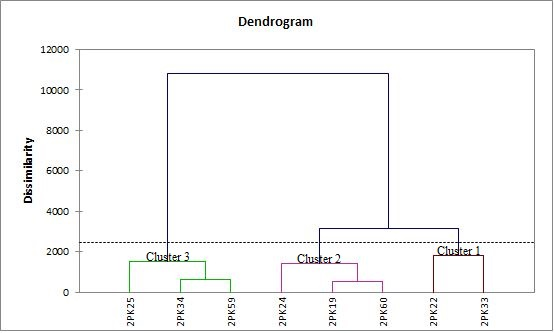 Dendrogram
12000
10000
8000
6000
4000
2000
0
Dissimilarity
Cluster 3
Cluster 2
Cluster 1
2PK25
2PK34
2PK59
2PK24
2PK19
2PK60
2PK22
2PK33